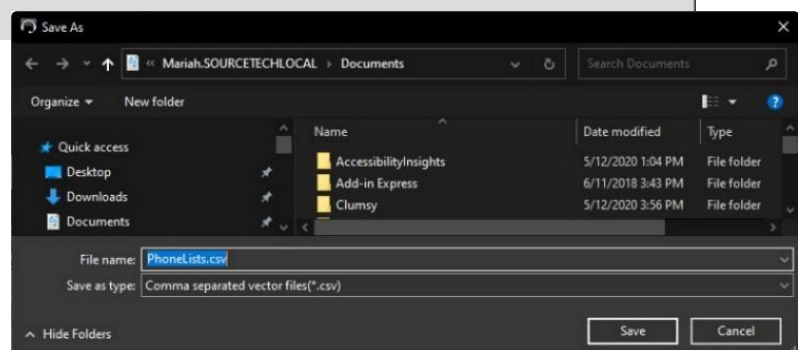 Save As
« Mariah.SOURCETECHLOCAL › Documents
Search Documents
Organize
New folder
Name
Date modified
Type
Quick access
Desktop
Downloads
Documents
AccessibilityInsights 5/12/2020 1:04 PM File folder
Add-in Express 6/11/2018 3:43 PM File folder
Clumsy 5/12/2020 3:56 PM File folder
File name: PhoneLists.csv
Save as type: Comma separated vector files(*.csv)
Hide Folders
Save
Cancel